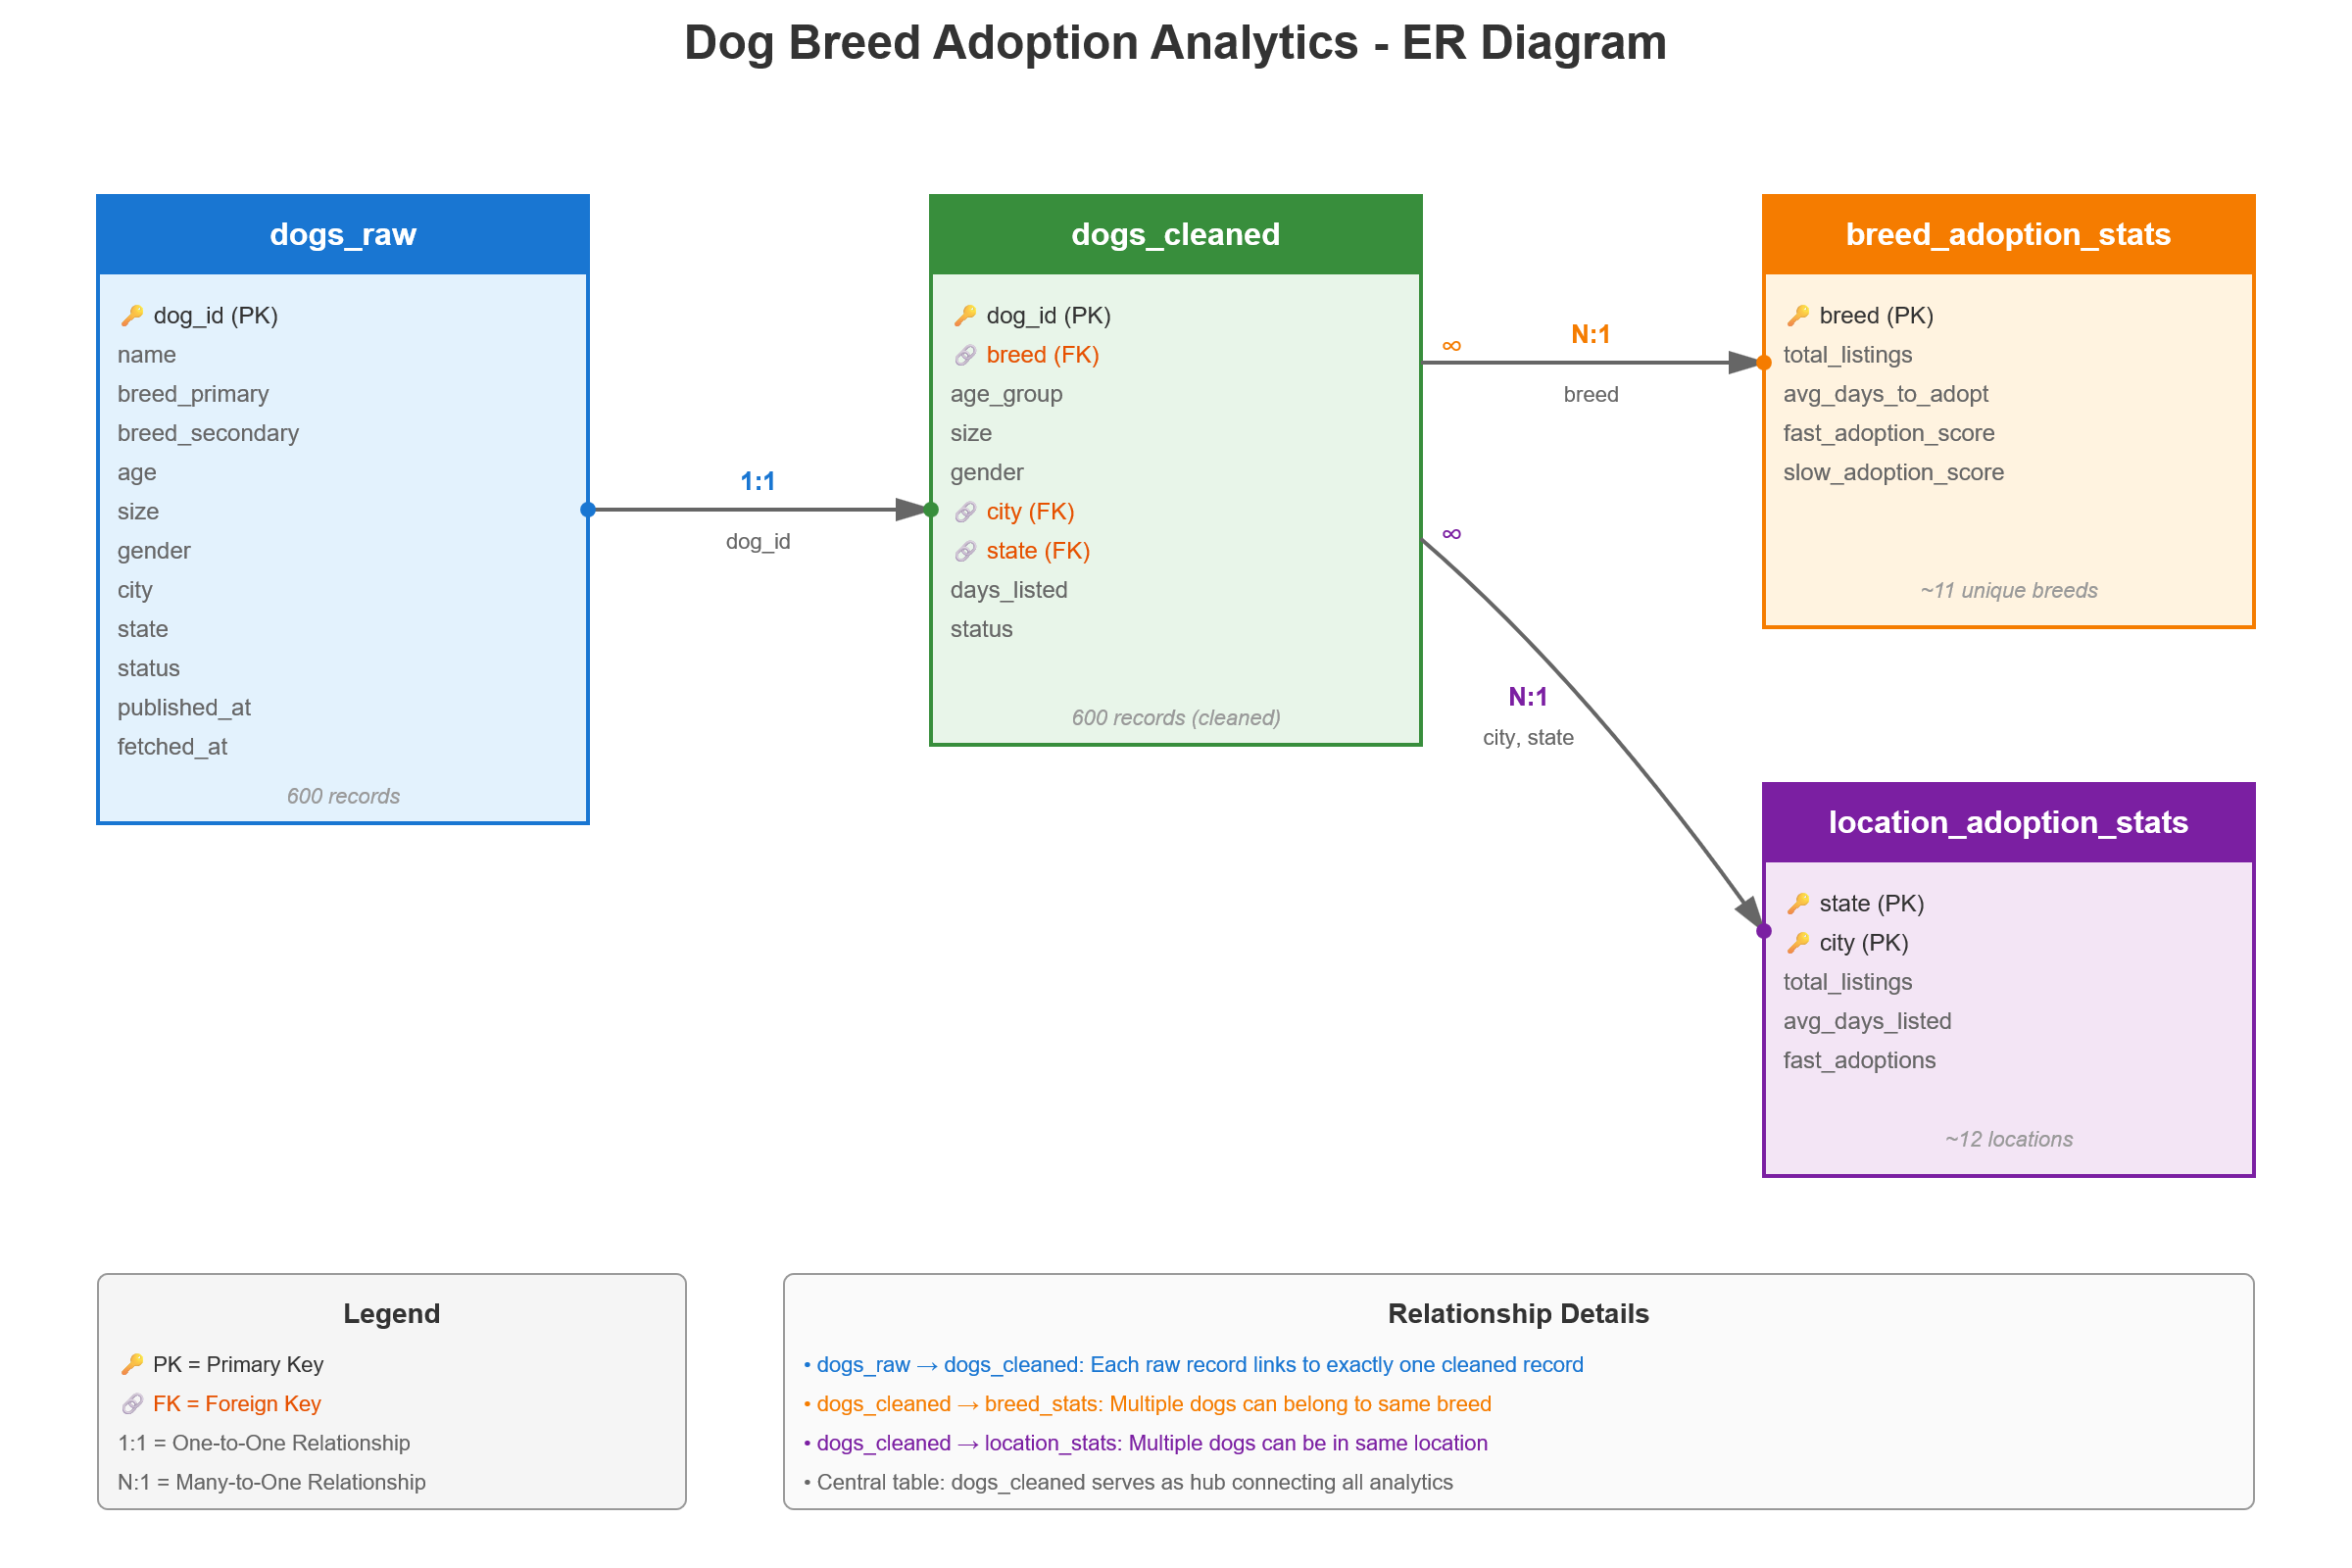 Dog Breed Adoption Analytics - ER Diagram
dogs_raw
🔑 dog_id (PK)
name
breed_primary
breed_secondary
age
size
gender
city
state
status
published_at
fetched_at
600 records
1:1
dog_id
dogs_cleaned
🔑 dog_id (PK)
🔗 breed (FK)
age_group
size
gender
🔗 city (FK)
🔗 state (FK)
days_listed
status
600 records (cleaned)
∞
N:1
breed
∞
N:1
city, state
breed_adoption_stats
🔑 breed (PK)
total_listings
avg_days_to_adopt
fast_adoption_score
slow_adoption_score
~11 unique breeds
location_adoption_stats
🔑 state (PK)
🔑 city (PK)
total_listings
avg_days_listed
fast_adoptions
~12 locations
Legend
🔑 PK = Primary Key
🔗 FK = Foreign Key
1:1 = One-to-One Relationship
N:1 = Many-to-One Relationship
Relationship Details
• dogs_raw → dogs_cleaned: Each raw record links to exactly one cleaned record
• dogs_cleaned → breed_stats: Multiple dogs can belong to same breed
• dogs_cleaned → location_stats: Multiple dogs can be in same location
• Central table: dogs_cleaned serves as hub connecting all analytics